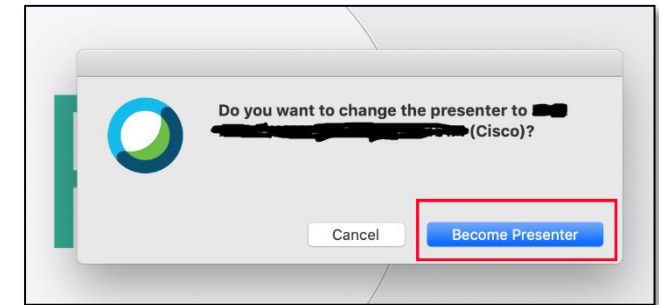 Do you want to change the presenter to
(Cisco)?
Cancel Become Presenter